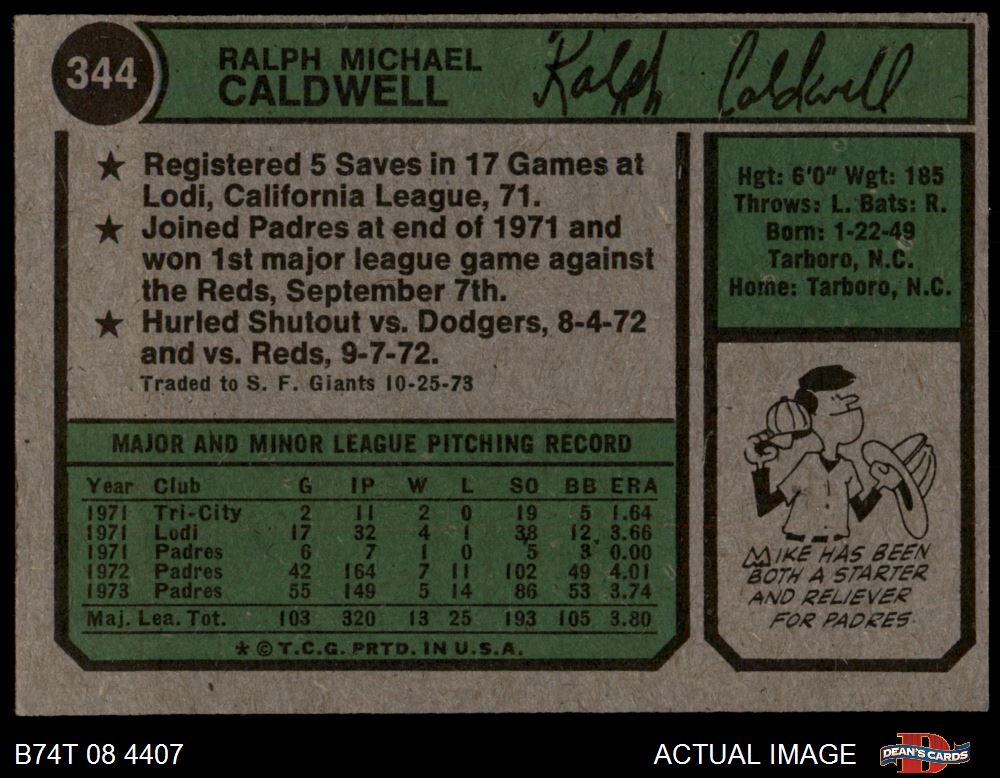 344
RALPH MICHAEL
CALDWELL
Ralph Caldwell
★ Registered 5 Saves in 17 Games at
Lodi, California League, 71.
★ Joined Padres at end of 1971 and
won 1st major league game against
the Reds, September 7th.
★ Hurled Shutout vs. Dodgers, 8-4-72
and vs. Reds, 9-7-72.
Traded to S. F. Giants 10-25-73
Hgt: 6'0" Wgt: 185
Throws: L. Bats: R.
Born: 1-22-49
Tarboro, N.C.
Home: Tarboro, N.C.
MAJOR AND MINOR LEAGUE PITCHING RECORD
Year Club G IP W L SO BB ERA
1971 Tri-City 2 11 2 0 19 5 1.64
1971 Lodi 17 32 4 1 38 12 3.66
1971 Padres 6 7 1 0 5 3 0.00
1972 Padres 42 164 7 11 102 49 4.01
1973 Padres 55 149 5 14 86 53 3.74
Maj. Lea. Tot. 103 320 13 25 193 105 3.80
* © T.C.G. PRTD. IN U.S.A.
MIKE HAS BEEN
BOTH A STARTER
AND RELIEVER
FOR PADRES.
B74T 08 4407
ACTUAL IMAGE
DEAN'S CARDS